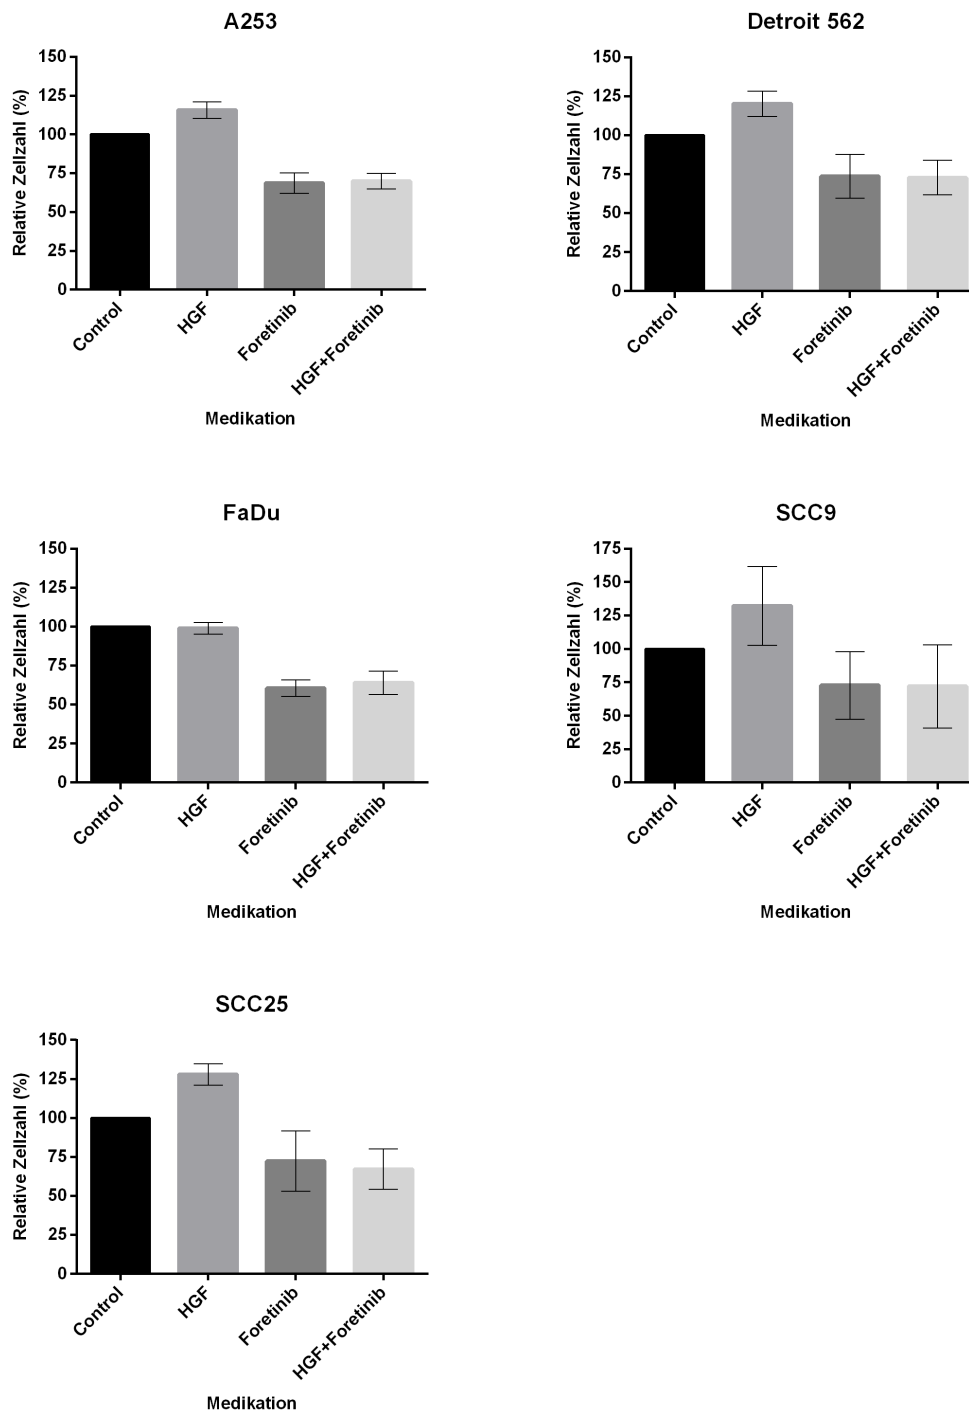 A253
Relative Zellzahl (%)
150
125
100
75
50
25
0
Control
HGF
Foretinib
HGF+Foretinib
Medikation
Detroit 562
Relative Zellzahl (%)
150
125
100
75
50
25
0
Control
HGF
Foretinib
HGF+Foretinib
Medikation
FaDu
Relative Zellzahl (%)
150
125
100
75
50
25
0
Control
HGF
Foretinib
HGF+Foretinib
Medikation
SCC9
Relative Zellzahl (%)
175
150
125
100
75
50
25
0
Control
HGF
Foretinib
HGF+Foretinib
Medikation
SCC25
Relative Zellzahl (%)
150
125
100
75
50
25
0
Control
HGF
Foretinib
HGF+Foretinib
Medikation